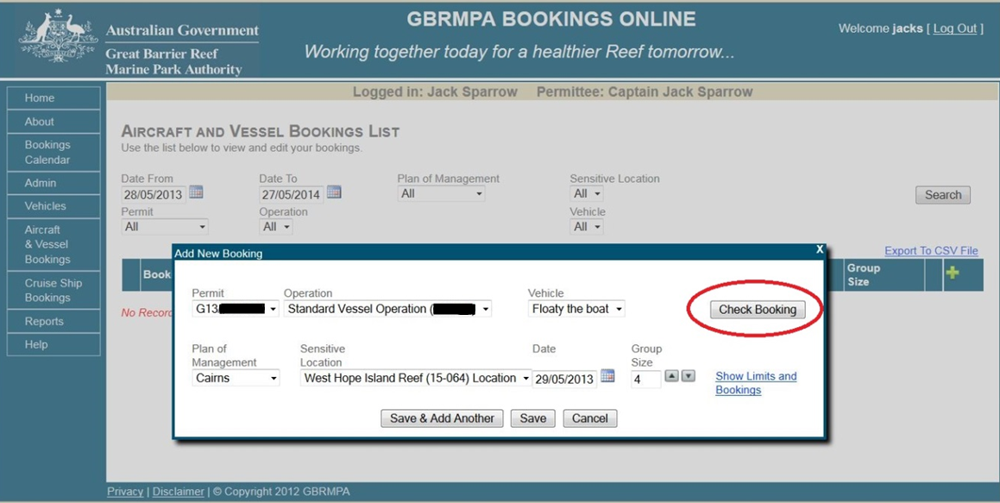 GBRMPA BOOKINGS ONLINE
Australian Government
Great Barrier Reef
Marine Park Authority
Working together today for a healthier Reef tomorrow...
Welcome jacks [ Log Out ]
Logged in: Jack Sparrow Permittee: Captain Jack Sparrow
Home
About
Bookings
Calendar
Admin
Vehicles
Aircraft
& Vessel
Bookings
Cruise Ship
Bookings
Reports
Help
AIRCRAFT AND VESSEL BOOKINGS LIST
Use the list below to view and edit your bookings.
Date From Date To Plan of Management Sensitive Location
28/05/2013 27/05/2014 All All
Search
Permit Operation Vehicle
All All All
Export To CSV File
Book
Group
Size
No Recor
Add New Booking X
Permit Operation Vehicle
G13 Standard Vessel Operation ( Floaty the boat Check Booking
Plan of
Management
Sensitive
Location
Date
Group
Size
Cairns West Hope Island Reef (15-064) Location 29/05/2013 4
Show Limits and
Bookings
Save & Add Another Save Cancel
Privacy | Disclaimer | © Copyright 2012 GBRMPA